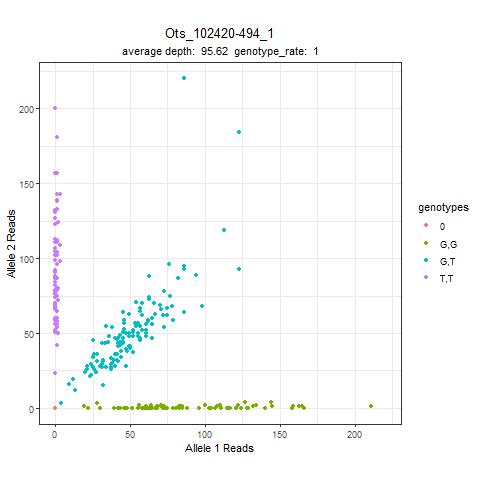 Ots_102420-494_1
average depth: 95.62 genotype_rate: 1
200
150
100
50
0
Allele 2 Reads
0 50 100 150 200
Allele 1 Reads
genotypes
0
G,G
G,T
T,T